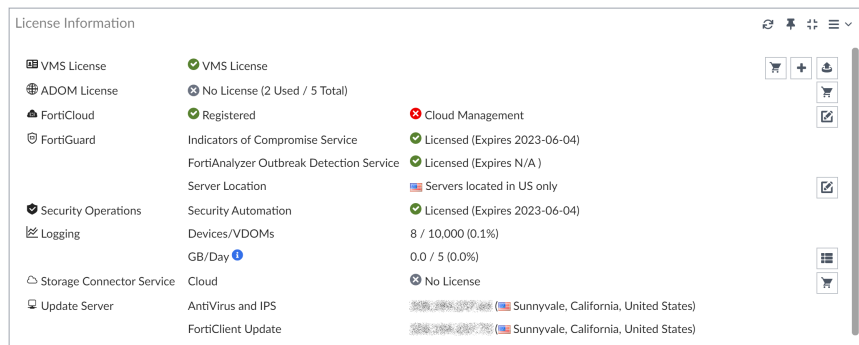 License Information
VMS License VMS License
ADOM License No License (2 Used / 5 Total)
FortiCloud Registered Cloud Management
FortiGuard Indicators of Compromise Service Licensed (Expires 2023-06-04)
FortiAnalyzer Outbreak Detection Service Licensed (Expires N/A )
Server Location Servers located in US only
Security Operations Security Automation Licensed (Expires 2023-06-04)
Logging Devices/VDOMs 8 / 10,000 (0.1%)
GB/Day 0.0 / 5 (0.0%)
Storage Connector Service Cloud No License
Update Server AntiVirus and IPS (Sunnyvale, California, United States)
FortiClient Update (Sunnyvale, California, United States)